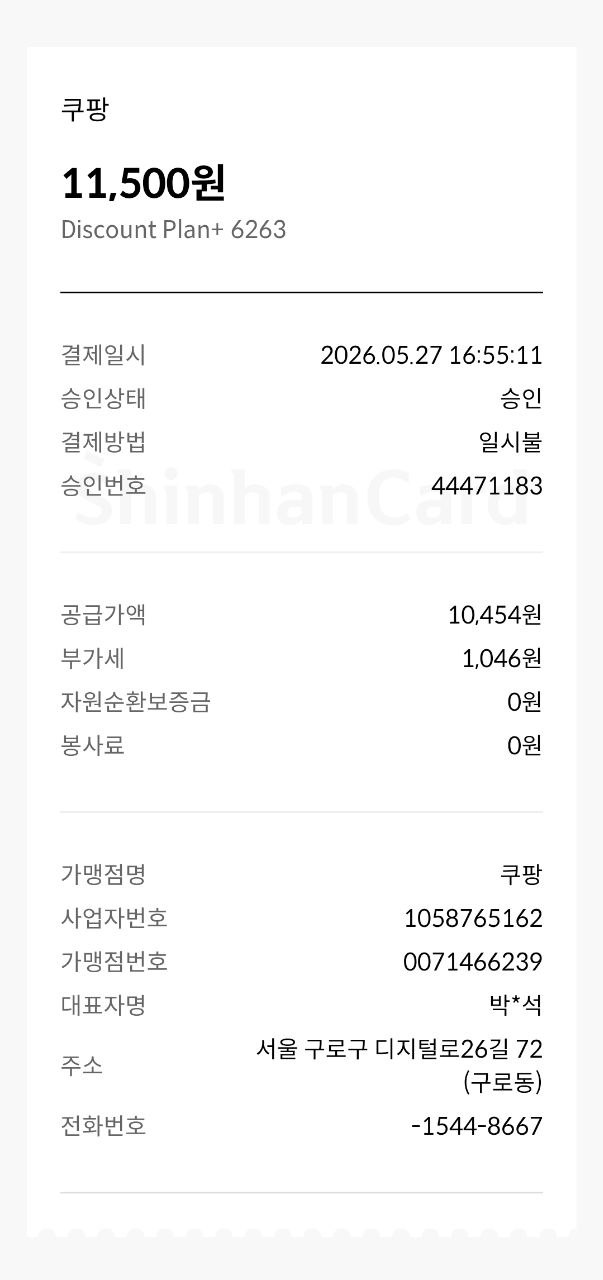 쿠팡
11,500원
Discount Plan+ 6263
결제일시 2026.05.27 16:55:11
승인상태 승인
결제방법 일시불
승인번호 44471183
ShinhanCard
공급가액 10,454원
부가세 1,046원
자원순환보증금 0원
봉사료 0원
가맹점명 쿠팡
사업자번호 1058765162
가맹점번호 0071466239
대표자명 박*석
주소 서울 구로구 디지털로26길 72
(구로동)
전화번호 -1544-8667